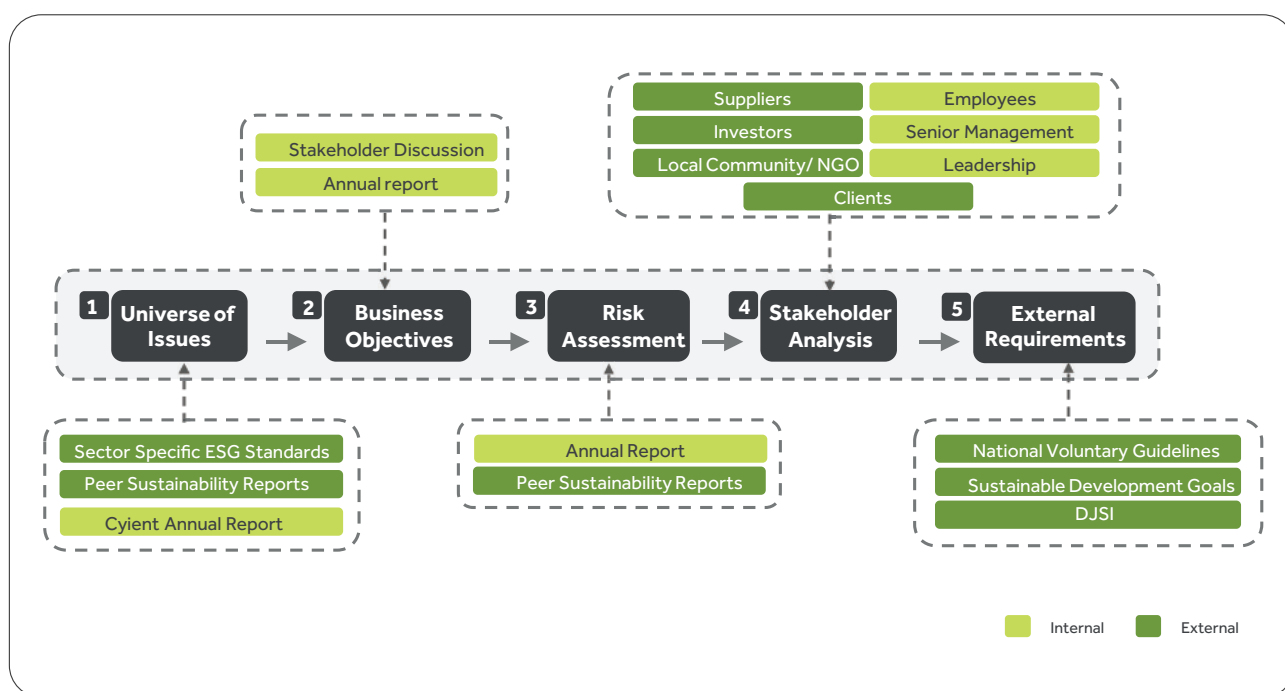 Suppliers
Employees
Investors
Senior Management
Local Community/ NGO
Leadership
Clients
Stakeholder Discussion
Annual report
1
Universe of
Issues
2
Business
Objectives
3
Risk
Assessment
4
Stakeholder
Analysis
5
External
Requirements
Sector Specific ESG Standards
Peer Sustainability Reports
Cyient Annual Report
Annual Report
Peer Sustainability Reports
National Voluntary Guidelines
Sustainable Development Goals
DJSI
Internal
External